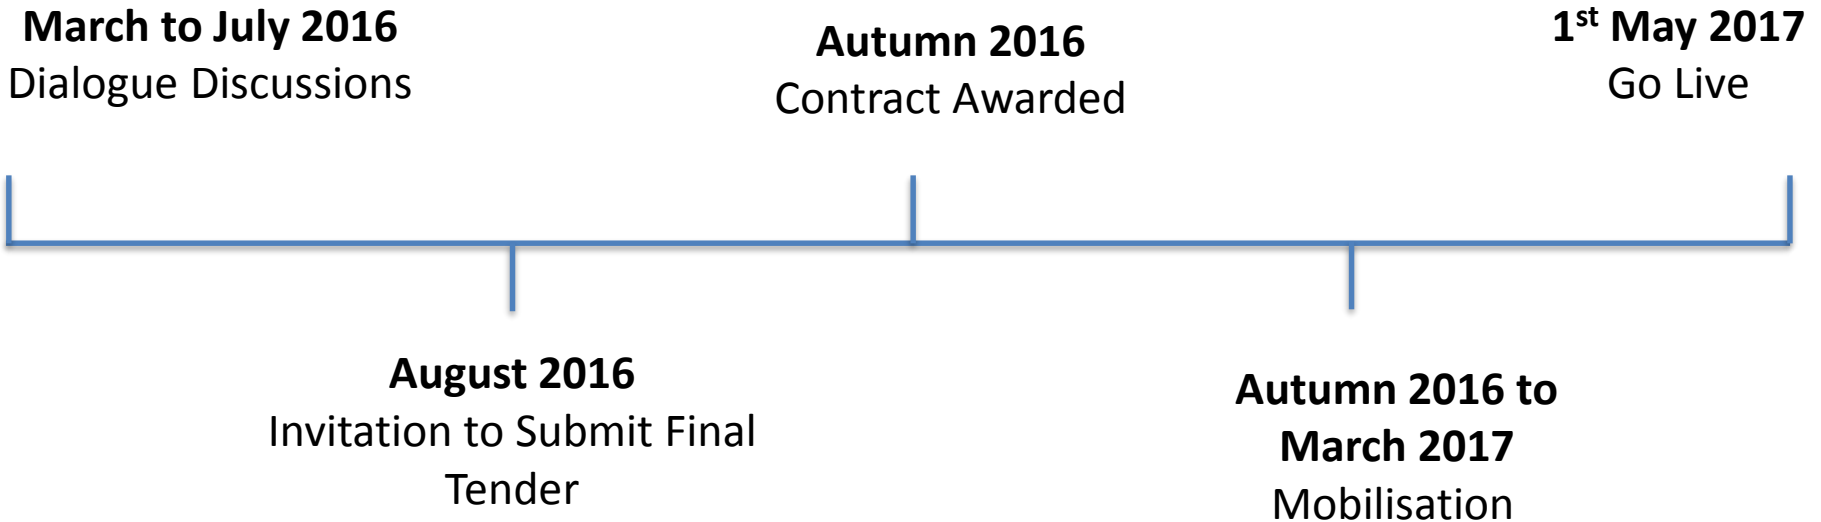 March to July 2016
Dialogue Discussions
Autumn 2016
Contract Awarded
1st May 2017
Go Live
August 2016
Invitation to Submit Final
Tender
Autumn 2016 to
March 2017
Mobilisation